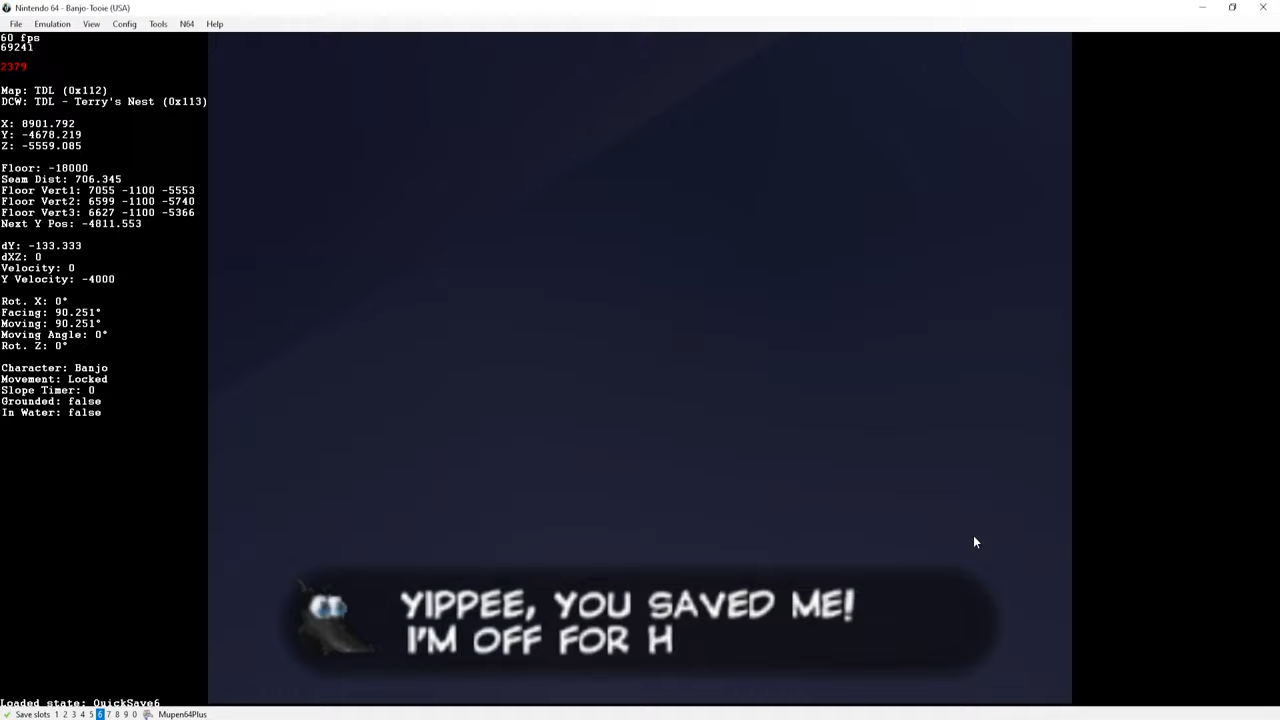 Nintendo 64 - Banjo-Tooie (USA)
File Emulation View Config Tools N64 Help
60 fps
69241
2379
Map: TDL (0x112)
DCW: TDL - Terry's Nest (0x113)
X: 8901.792
Y: -4678.219
Z: -5559.085
Floor: -18000
Seam Dist: 706.345
Floor Vert1: 7055 -1100 -5553
Floor Vert2: 6599 -1100 -5740
Floor Vert3: 6627 -1100 -5366
Next Y Pos: -4811.553
dY: -133.333
dXZ: 0
Velocity: 0
Y Velocity: -4000
Rot. X: 0°
Facing: 90.251°
Moving: 90.251°
Moving Angle: 0°
Rot. Z: 0°
Character: Banjo
Movement: Locked
Slope Timer: 0
Grounded: false
In Water: false
YIPPEE, YOU SAVED ME!
I'M OFF FOR H
Loaded state: QuickSave6
Save slots 1 2 3 4 5 6 7 8 9 0 Mupen64Plus